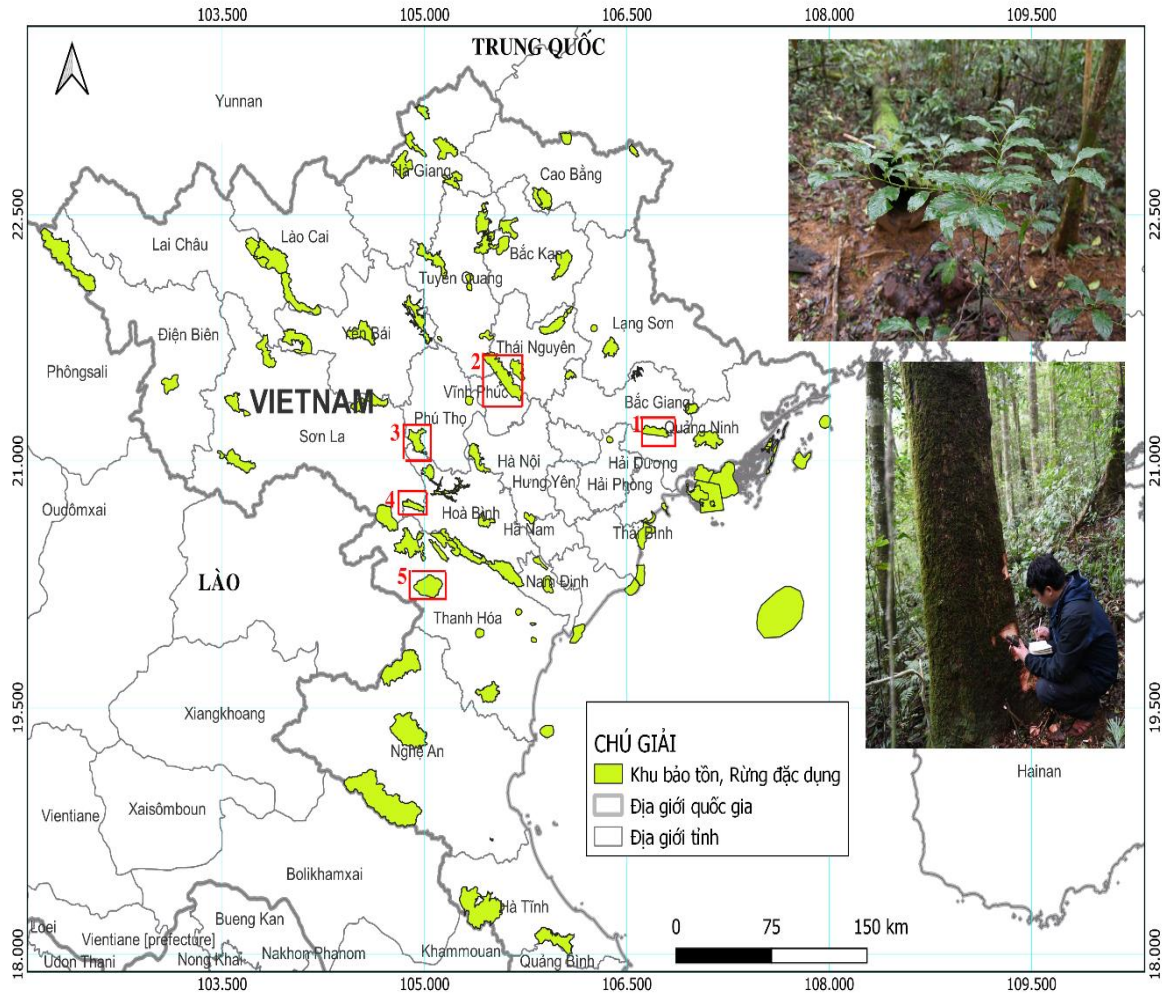 103.500 105.000 106.500 108.000 109.500
TRUNG QUỐC
Yunnan
Hà Giang
Cao Bằng
22.500 22.500
Lai Châu Lào Cai
Bắc Kạn
Tuyên Quang
Điện Biên Yên Bái Lạng Sơn
Thái Nguyên
Phôngsali
2
Vĩnh Phúc
VIETNAM Bắc Giang
Phú Thọ
3 1 Quảng Ninh
Sơn La
21.000 21.000
Hà Nội Hải Dương
Hưng Yên Hải Phòng
4
Oudômxai
Hoà Bình
Hà Nam Thái Bình
5
LÀO Nam Định
Thanh Hóa
19.500 19.500
Xiangkhoang
CHÚ GIẢI
Nghệ An
Khu bảo tồn, Rừng đặc dụng
Hainan
Địa giới quốc gia
Vientiane Xaisômboun
Địa giới tỉnh
Bolikhamxai
Hà Tĩnh
Bueng Kan 0 75 150 km
Loei
Vientiane [prefecture]
Nakhon Phanom Khammouan
Udon Thani Nong Khai Quảng Bình
18.000 18.000
103.500 105.000 106.500 108.000 109.500